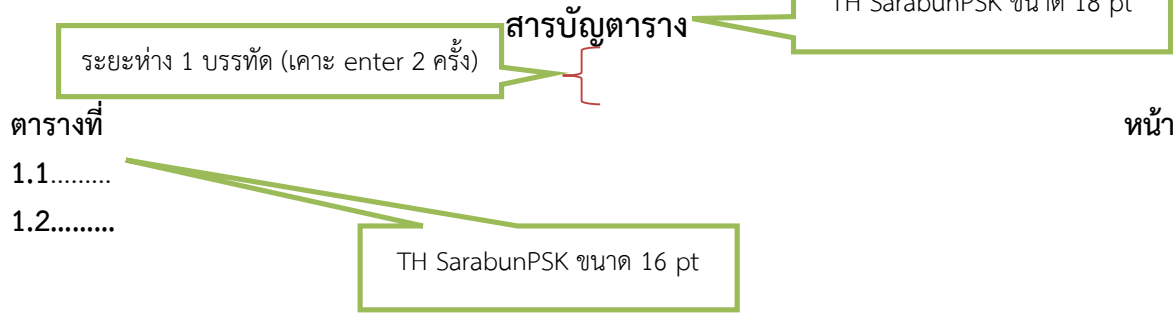 TH SarabunPSK ขนาด 18 pt
สารบัญตาราง
ระยะห่าง 1 บรรทัด (เคาะ enter 2 ครั้ง)
ตารางที่ หน้า
1.1.........
1.2.........
TH SarabunPSK ขนาด 16 pt